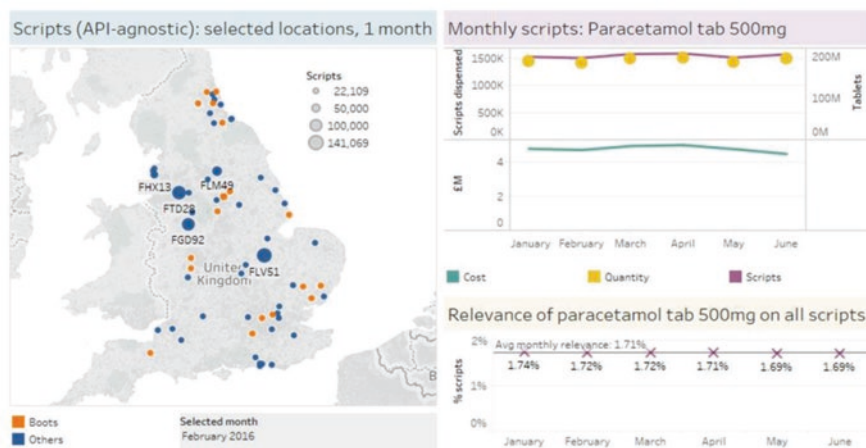 Scripts (API-agnostic): selected locations, 1 month
Scripts
22,109
50,000
100,000
141,069
FHX13
FLM49
FTD28
FGD92
FLV51
United
Kingdom
Boots
Others
Selected month
February 2016
Monthly scripts: Paracetamol tab 500mg
Scripts dispensed
1500K
1000K
500K
0K
200M
100M
0M
Tablets
£M
4
2
0
January February March April May June
Cost Quantity Scripts
Relevance of paracetamol tab 500mg on all scripts
% scripts
2%
1%
0%
Avg monthly relevance: 1.71%
1.74% 1.72% 1.72% 1.71% 1.69% 1.69%
January February March April May June